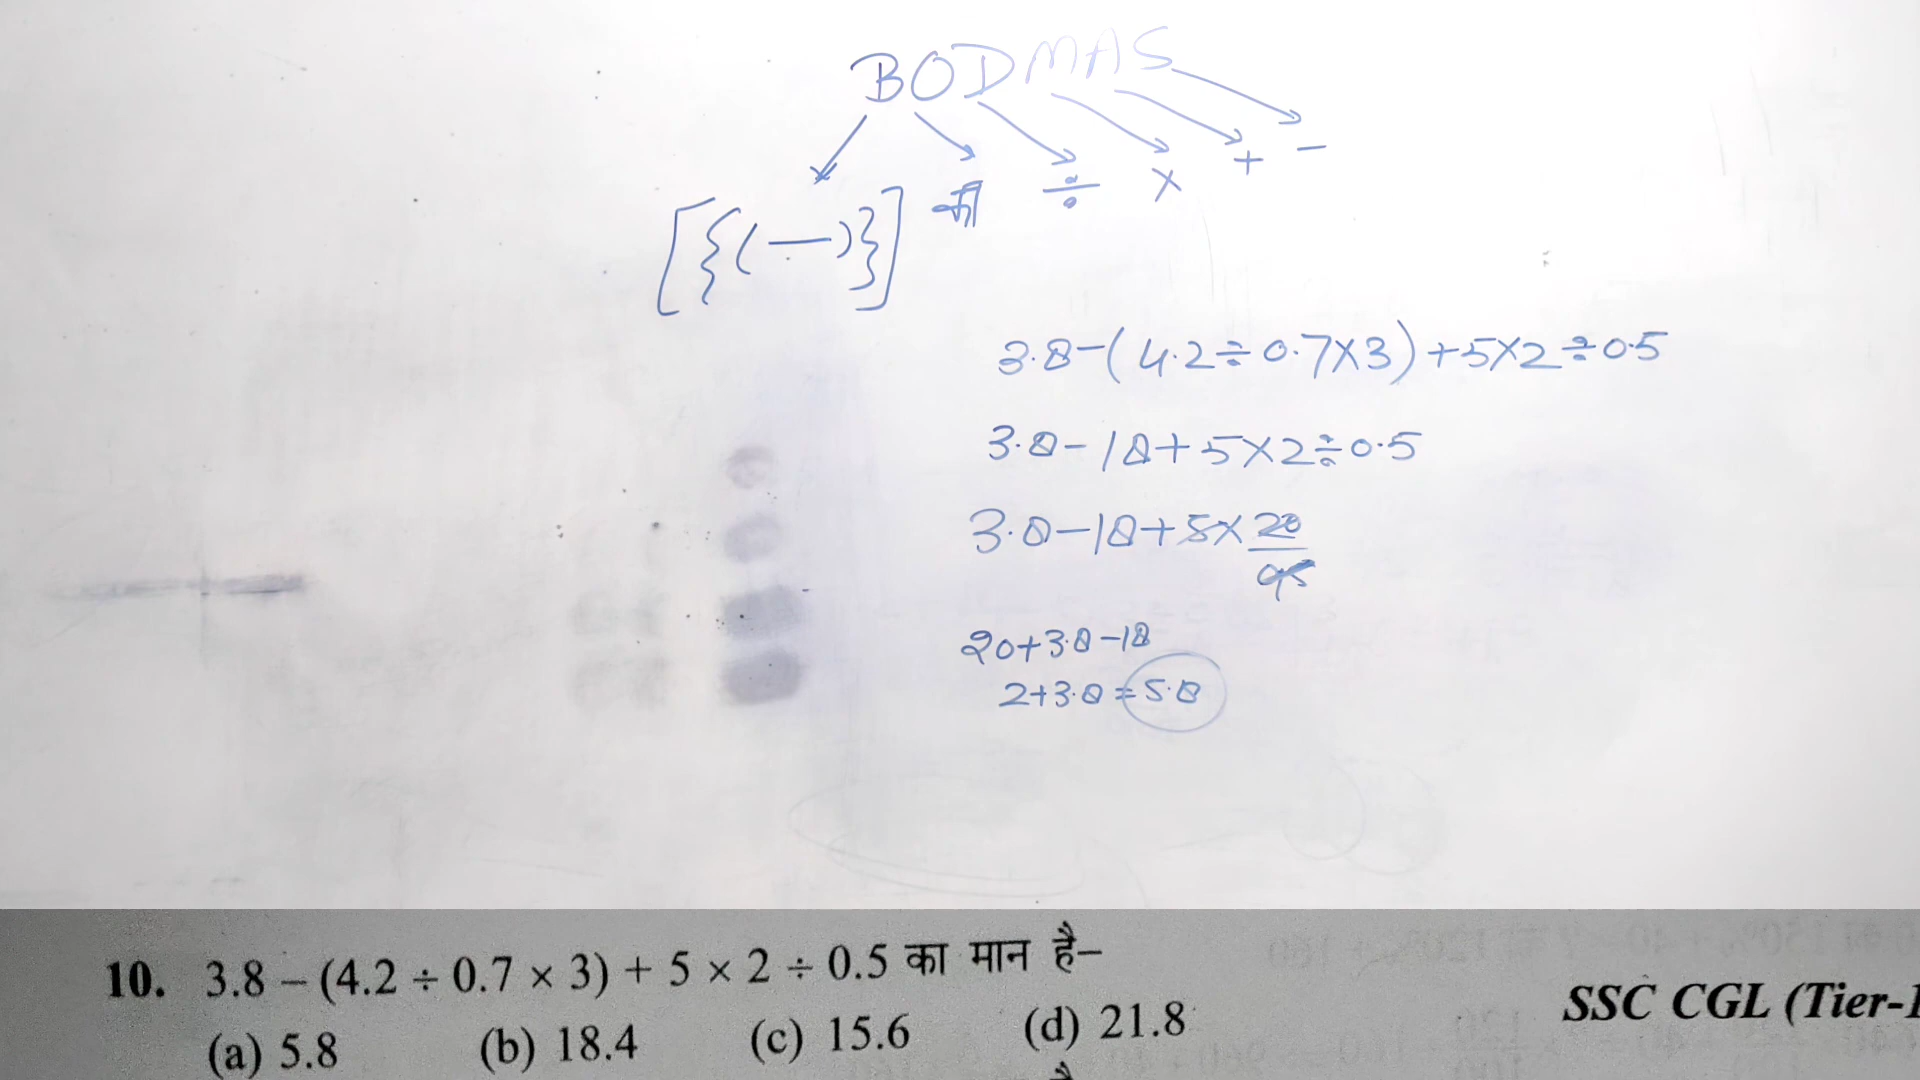 BODMAS
[{(—)}] का ÷ × + -
3.8-(4.2÷0.7×3)+5×2÷0.5
3.8-18+5×2÷0.5
3.8-18+5×20/05
20+3.8-18
2+3.8=5.8
10. 3.8 – (4.2 ÷ 0.7 × 3) + 5 × 2 ÷ 0.5 का मान है–
SSC CGL (Tier-1
(a) 5.8 (b) 18.4 (c) 15.6 (d) 21.8